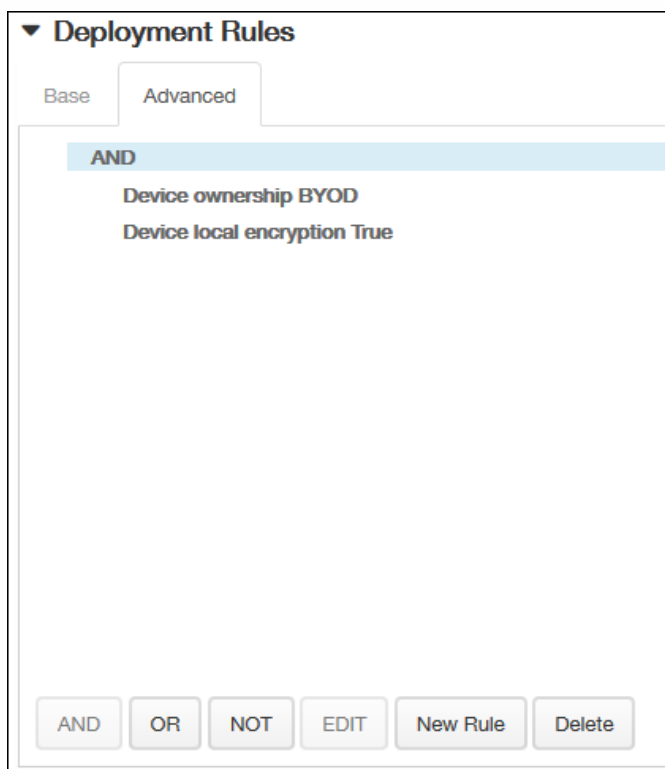 Deployment Rules
Base Advanced
AND
Device ownership BYOD
Device local encryption True
AND OR NOT EDIT New Rule Delete